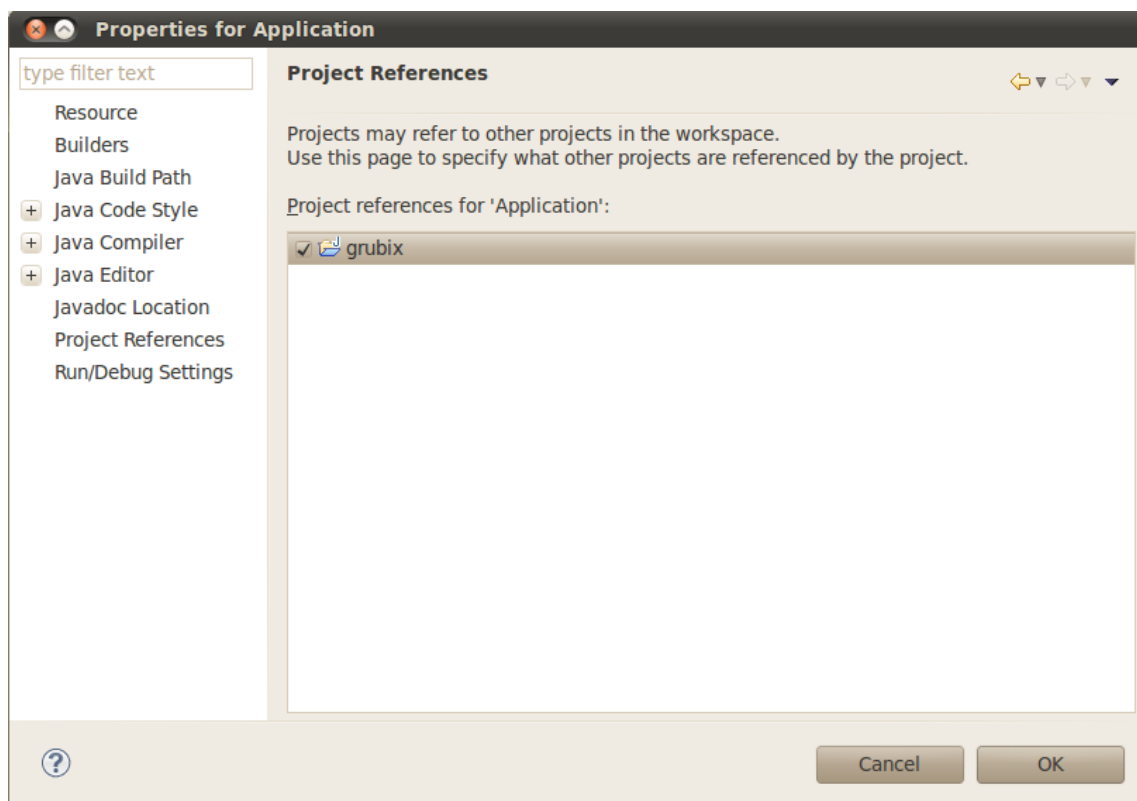 Properties for Application
type filter text
Resource
Builders
Java Build Path
Java Code Style
Java Compiler
Java Editor
Javadoc Location
Project References
Run/Debug Settings
Project References
Projects may refer to other projects in the workspace.
Use this page to specify what other projects are referenced by the project.
Project references for 'Application':
grubix
Cancel
OK